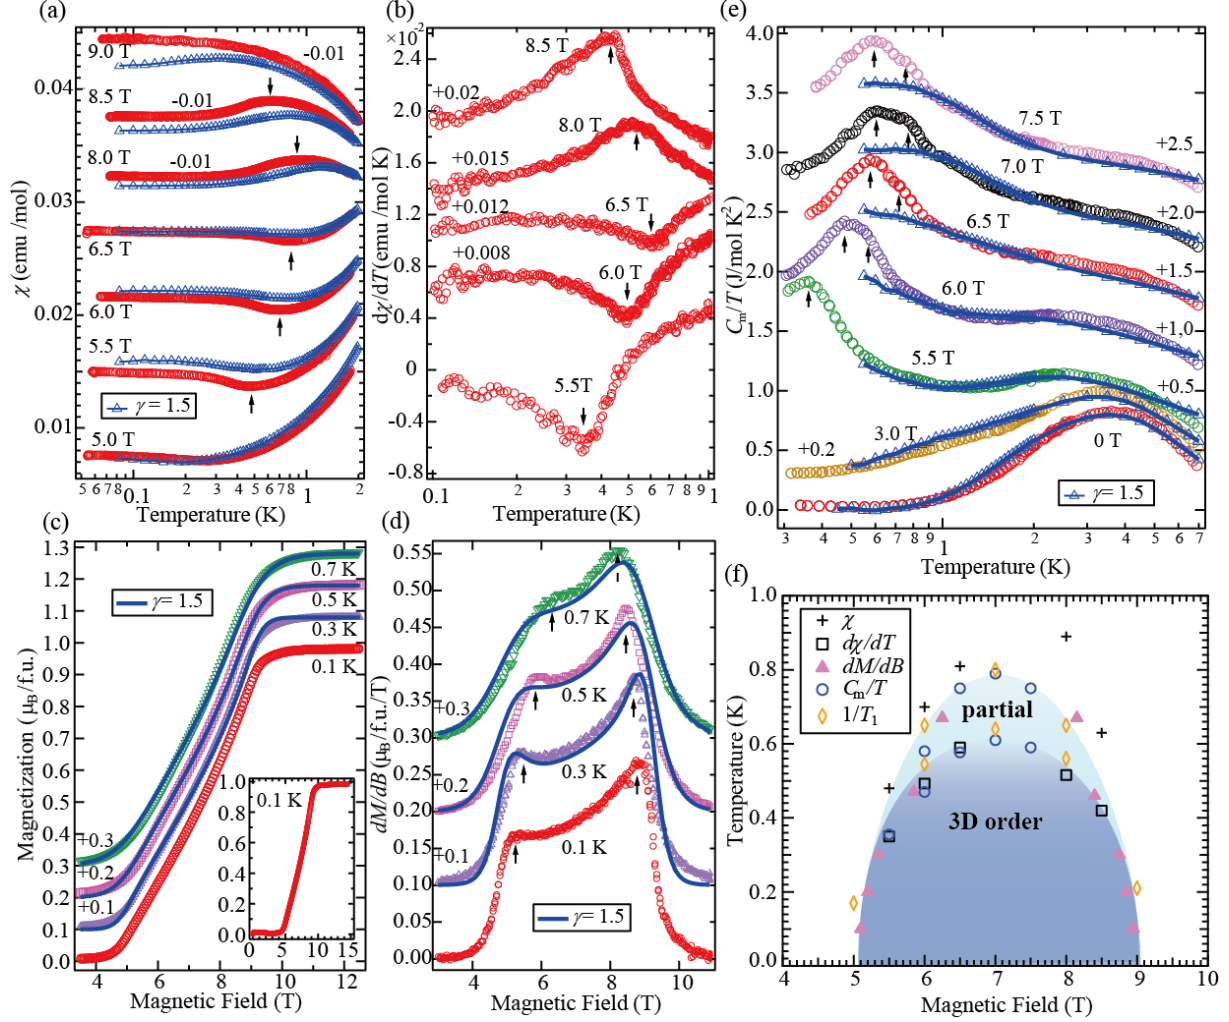 (a)
χ (emu /mol)
0.04
0.03
0.02
0.01
9.0 T
-0.01
8.5 T
-0.01
8.0 T
-0.01
6.5 T
6.0 T
5.5 T
γ = 1.5
5.0 T
5 6 7 8 0.1 2 3 4 5 6 7 8 1 2
Temperature (K)
(b)
×10⁻²
dχ/dT (emu /mol K)
2.4
2.0
1.6
1.2
0.8
0.4
0
-0.4
-0.8
8.5 T
+0.02
8.0 T
+0.015
6.5 T
+0.012
6.0 T
+0.008
5.5T
0.1 2 3 4 5 6 7 8 9 1
Temperature (K)
(e)
Cm/T (J/mol K²)
4.0
3.5
3.0
2.5
2.0
1.5
1.0
0.5
0.0
7.5 T
+2.5
7.0 T
+2.0
6.5 T
+1.5
6.0 T
+1,0
5.5 T
+0.5
3.0 T
+0.2
0 T
γ = 1.5
3 4 5 6 7 8 9 1 2 3 4 5 6 7
Temperature (K)
(c)
Magnetization (μB/f.u.)
1.3
1.2
1.1
1.0
0.9
0.8
0.7
0.6
0.5
0.4
0.3
0.2
0.1
0.0
γ = 1.5
0.7 K
0.5 K
0.3 K
0.1 K
+0.3
+0.2
+0.1
1.0
0.8
0.6
0.4
0.2
0.0
0.1 K
0 5 10 15
4 6 8 10 12
Magnetic Field (T)
(d)
dM/dB (μB/f.u./T)
0.55
0.50
0.45
0.40
0.35
0.30
0.25
0.20
0.15
0.10
0.05
0.00
0.7 K
+0.3
0.5 K
+0.2
0.3 K
+0.1
0.1 K
γ = 1.5
4 6 8 10
Magnetic Field (T)
(f)
Temperature (K)
1.0
0.8
0.6
0.4
0.2
0.0
χ
dχ/dT
dM/dB
Cm/T
1/T₁
partial
3D order
4 5 6 7 8 9 10
Magnetic Field (T)